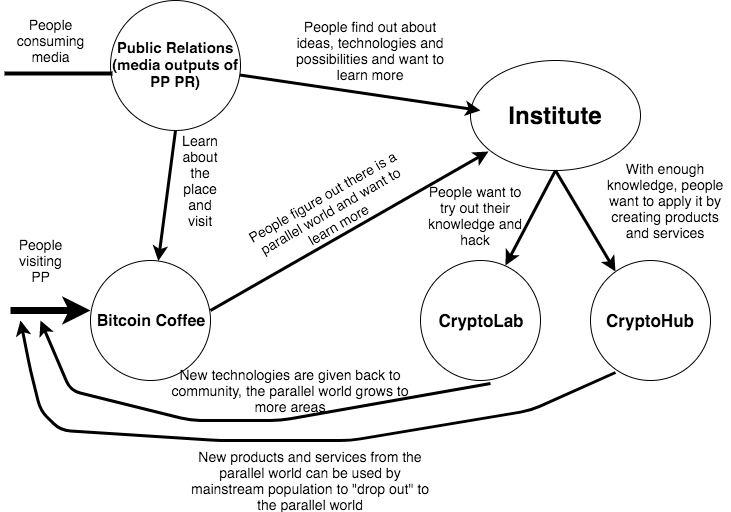 People
consuming
media
Public Relations
(media outputs of
PP PR)
People find out about
ideas, technologies and
possibilities and want to
learn more
Institute
Learn
about
the
place
and
visit
People figure out there is a
parallel world and want to
learn more
People want to
try out their
knowledge and
hack
With enough
knowledge, people
want to apply it by
creating products
and services
People
visiting
PP
Bitcoin Coffee
CryptoLab
CryptoHub
New technologies are given back to
community, the parallel world grows to
more areas
New products and services from the
parallel world can be used by
mainstream population to "drop out" to
the parallel world